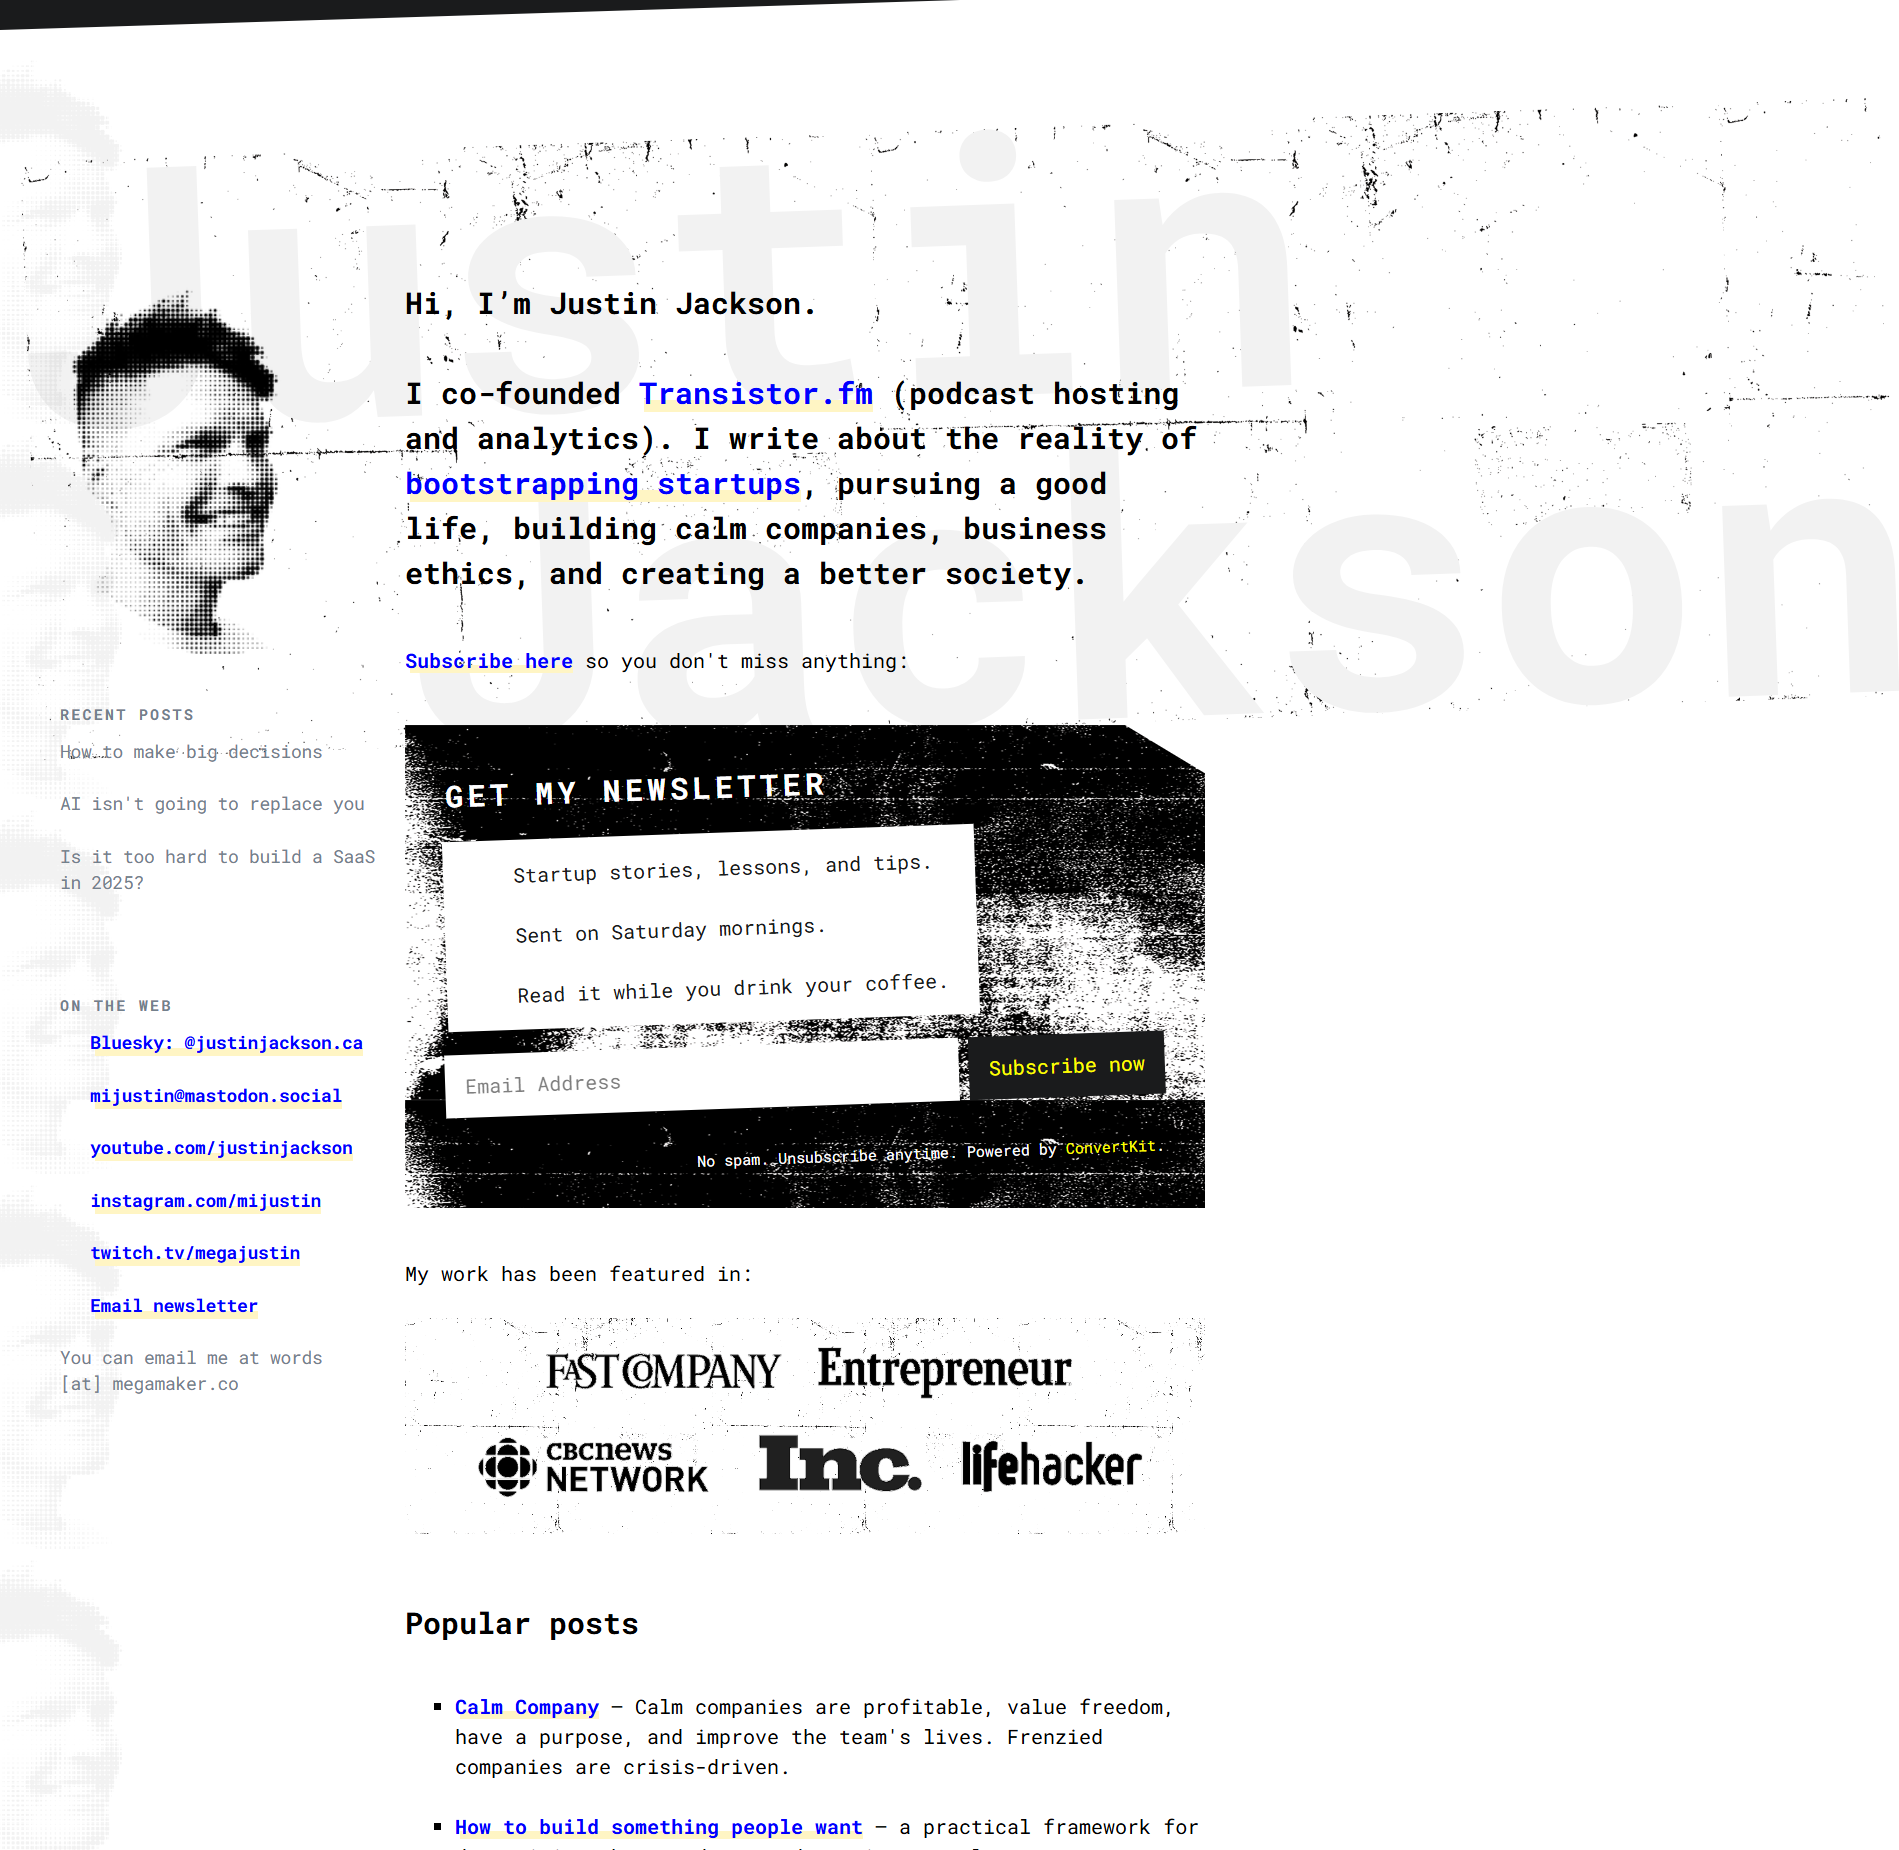 Justin
Jackson
Hi, I’m Justin Jackson.
I co-founded Transistor.fm (podcast hosting
and analytics). I write about the reality of
bootstrapping startups, pursuing a good
life, building calm companies, business
ethics, and creating a better society.
Subscribe here so you don't miss anything:
RECENT POSTS
How to make big decisions
AI isn't going to replace you
Is it too hard to build a SaaS
in 2025?
ON THE WEB
Bluesky: @justinjackson.ca
mijustin@mastodon.social
youtube.com/justinjackson
instagram.com/mijustin
twitch.tv/megajustin
Email newsletter
You can email me at words
[at] megamaker.co
GET MY NEWSLETTER
Startup stories, lessons, and tips.
Sent on Saturday mornings.
Read it while you drink your coffee.
Email Address
Subscribe now
No spam. Unsubscribe anytime. Powered by ConvertKit.
My work has been featured in:
FAST COMPANY Entrepreneur
CBCnews
NETWORK
Inc.
lifehacker
Popular posts
Calm Company – Calm companies are profitable, value freedom,
have a purpose, and improve the team's lives. Frenzied
companies are crisis-driven.
How to build something people want – a practical framework for